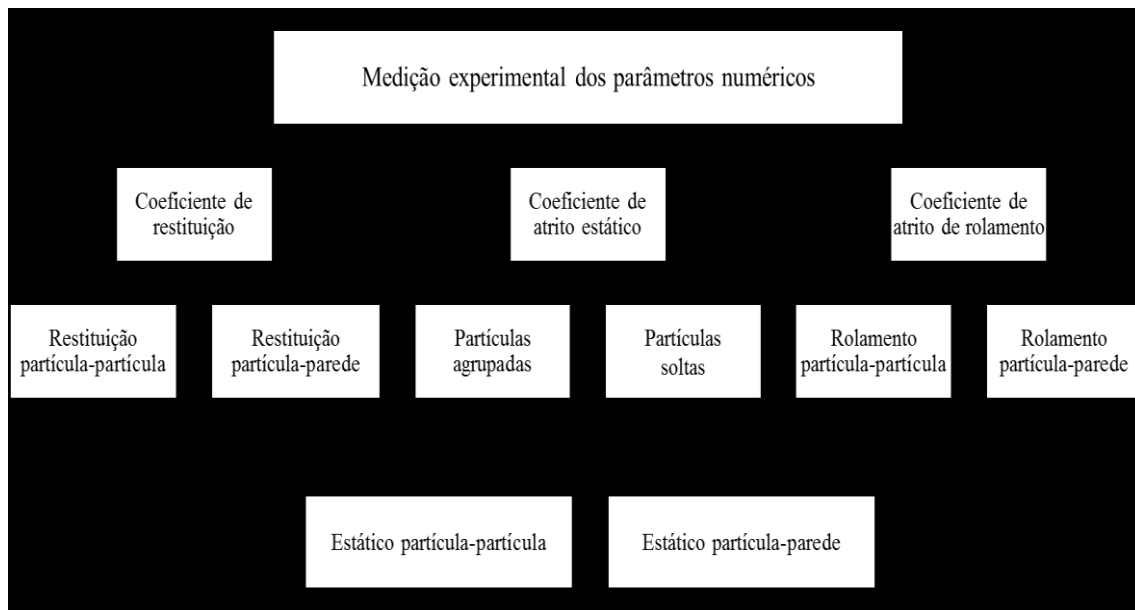 Medição experimental dos parâmetros numéricos
Coeficiente de
restituição
Coeficiente de
atrito estático
Coeficiente de
atrito de rolamento
Restituição
partícula-partícula
Restituição
partícula-parede
Partículas
agrupadas
Partículas
soltas
Rolamento
partícula-partícula
Rolamento
partícula-parede
Estático partícula-partícula
Estático partícula-parede